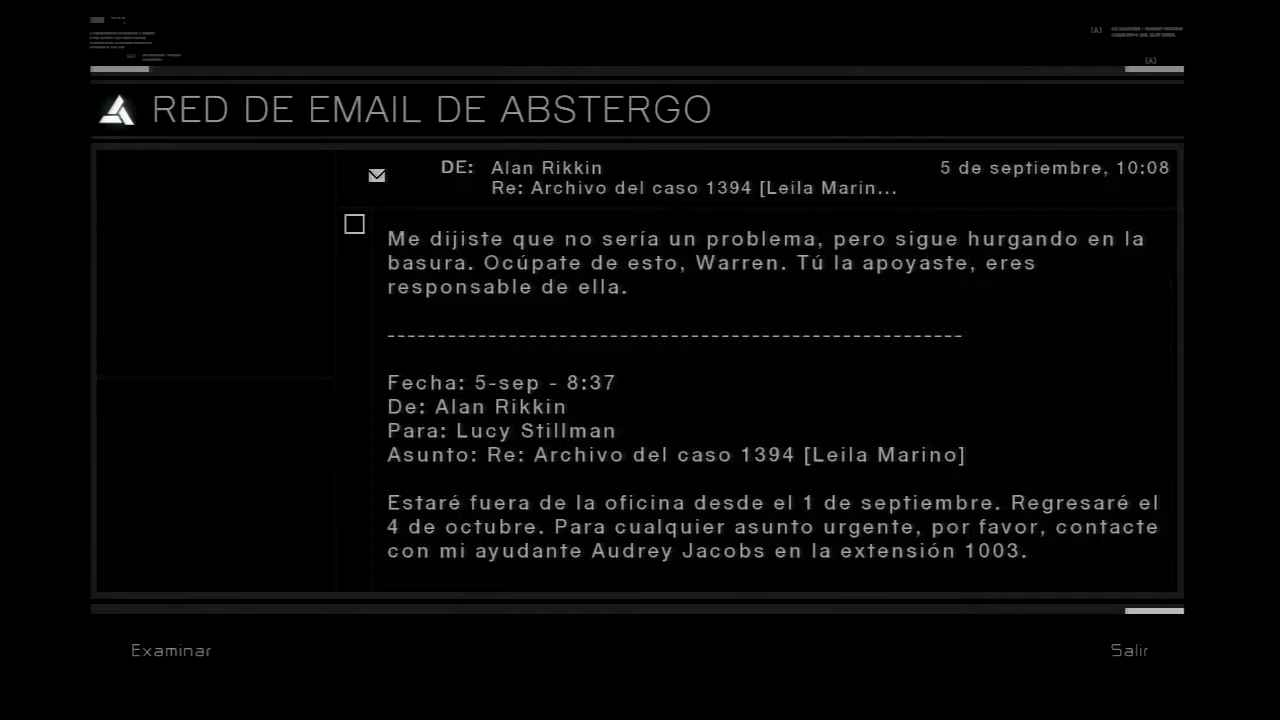 RED DE EMAIL DE ABSTERGO
DE: Alan Rikkin 5 de septiembre, 10:08
Re: Archivo del caso 1394 [Leila Marin...
Me dijiste que no sería un problema, pero sigue hurgando en la
basura. Ocúpate de esto, Warren. Tú la apoyaste, eres
responsable de ella.
--------------------------------------------------------
Fecha: 5-sep - 8:37
De: Alan Rikkin
Para: Lucy Stillman
Asunto: Re: Archivo del caso 1394 [Leila Marino]
Estaré fuera de la oficina desde el 1 de septiembre. Regresaré el
4 de octubre. Para cualquier asunto urgente, por favor, contacte
con mi ayudante Audrey Jacobs en la extensión 1003.
Examinar Salir